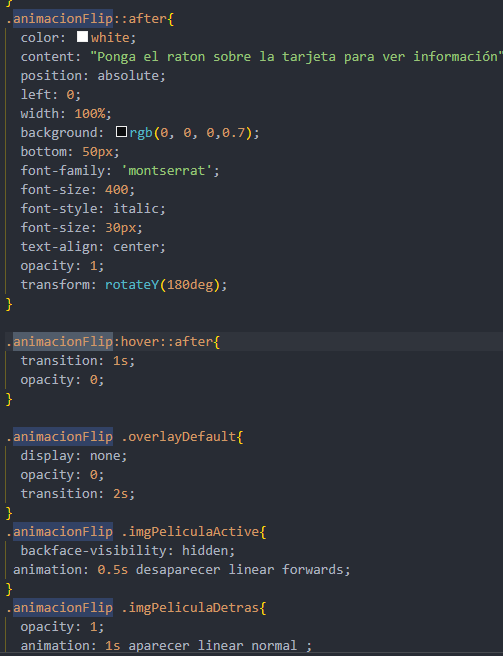 }
.animacionFlip::after{
color: white;
content: "Ponga el raton sobre la tarjeta para ver información"
position: absolute;
left: 0;
width: 100%;
background: rgb(0, 0, 0,0.7);
bottom: 50px;
font-family: 'montserrat';
font-size: 400;
font-style: italic;
font-size: 30px;
text-align: center;
opacity: 1;
transform: rotateY(180deg);
}
.animacionFlip:hover::after{
transition: 1s;
opacity: 0;
}
.animacionFlip .overlayDefault{
display: none;
opacity: 0;
transition: 2s;
}
.animacionFlip .imgPeliculaActive{
backface-visibility: hidden;
animation: 0.5s desaparecer linear forwards;
}
.animacionFlip .imgPeliculaDetras{
opacity: 1;
animation: 1s aparecer linear normal ;